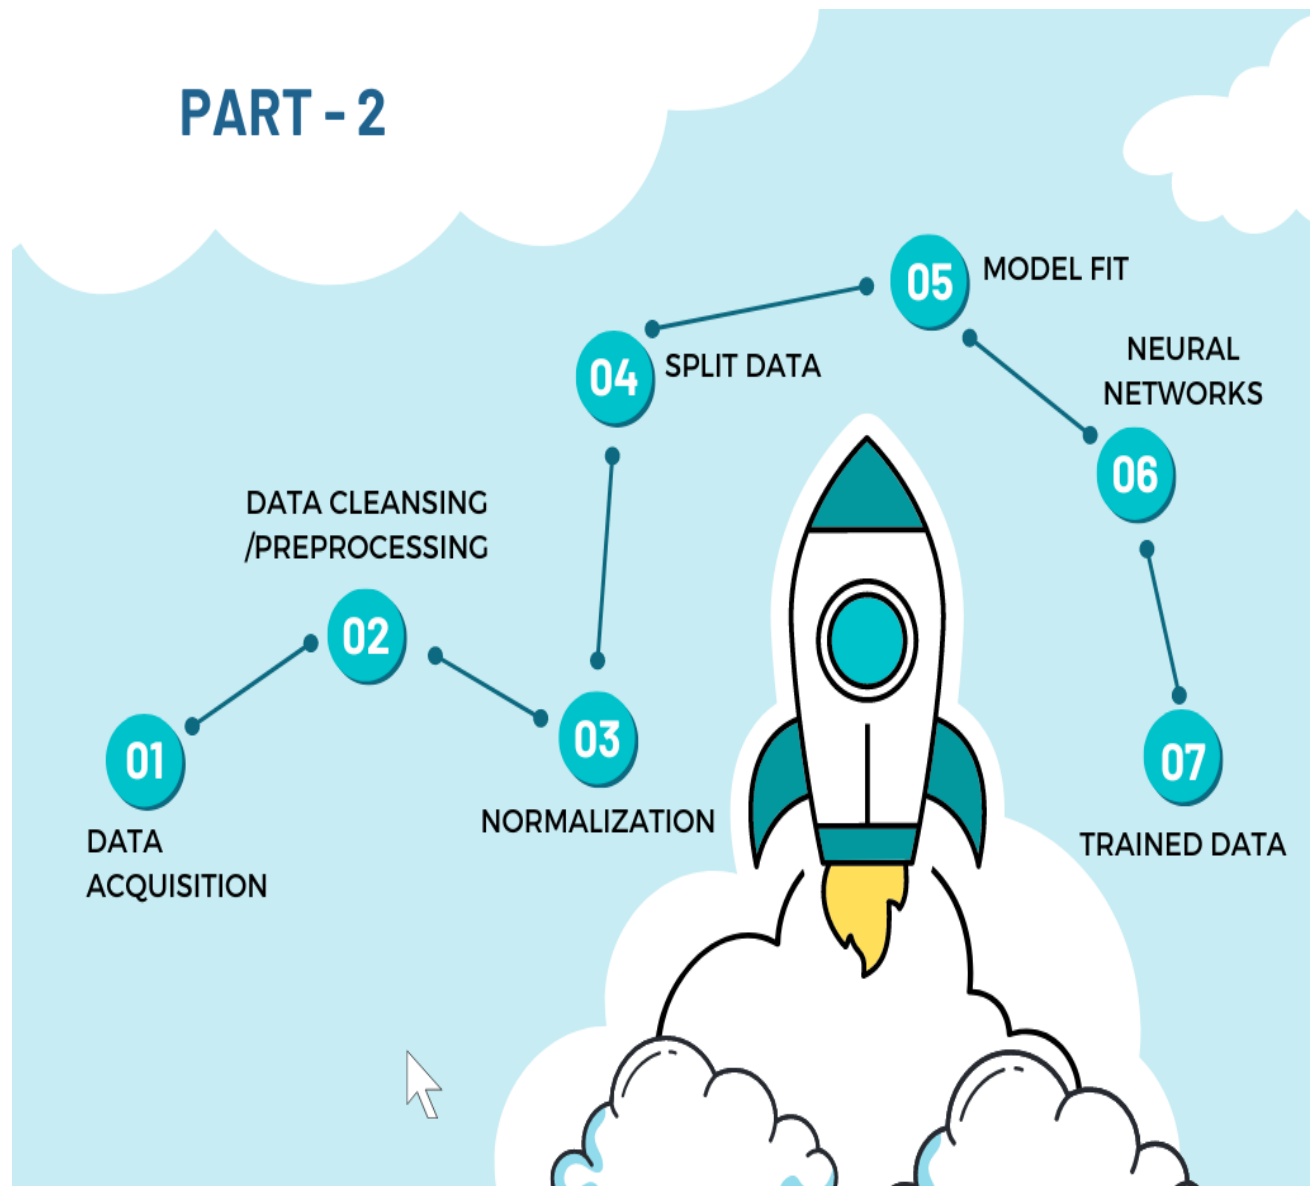 PART - 2
01
DATA
ACQUISITION
02
DATA CLEANSING
/PREPROCESSING
03
NORMALIZATION
04
SPLIT DATA
05
MODEL FIT
06
NEURAL
NETWORKS
07
TRAINED DATA